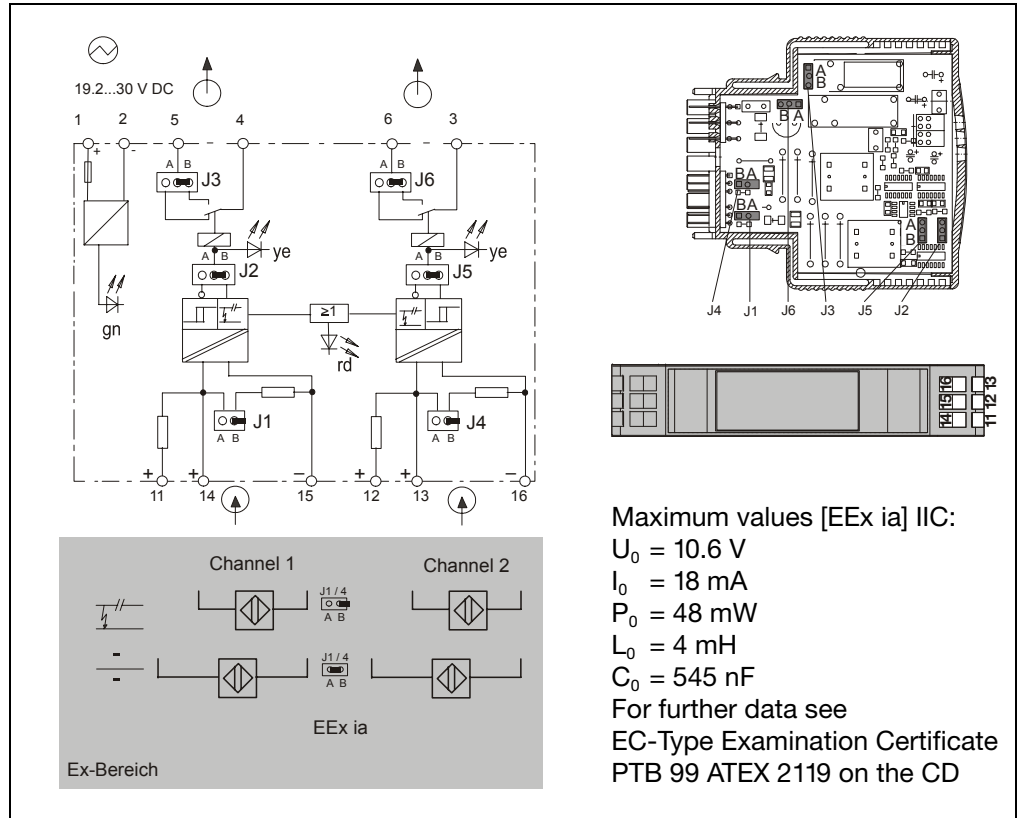 19.2...30 V DC
1 2 5 4 6 3
+ -
A B J3
A B J6
ye ye
A B J2
A B J5
gn
≥1
rd
J1 J4
A B A B
+ + – + + –
11 14 15 12 13 16
Channel 1 Channel 2
J1 / 4
A B
J1 / 4
A B
EEx ia
Ex-Bereich
A
B
B A
BA
BA
A
B
J4 J1 J6 J3 J5 J2
14 15 16
11 12 13
Maximum values [EEx ia] IIC:
U₀ = 10.6 V
I₀ = 18 mA
P₀ = 48 mW
L₀ = 4 mH
C₀ = 545 nF
For further data see
EC-Type Examination Certificate
PTB 99 ATEX 2119 on the CD